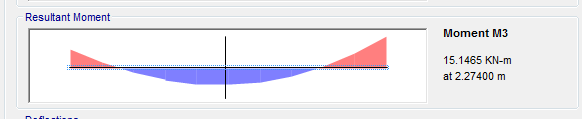 Resultant Moment
Moment M3
15.1465 KN-m
at 2.27400 m